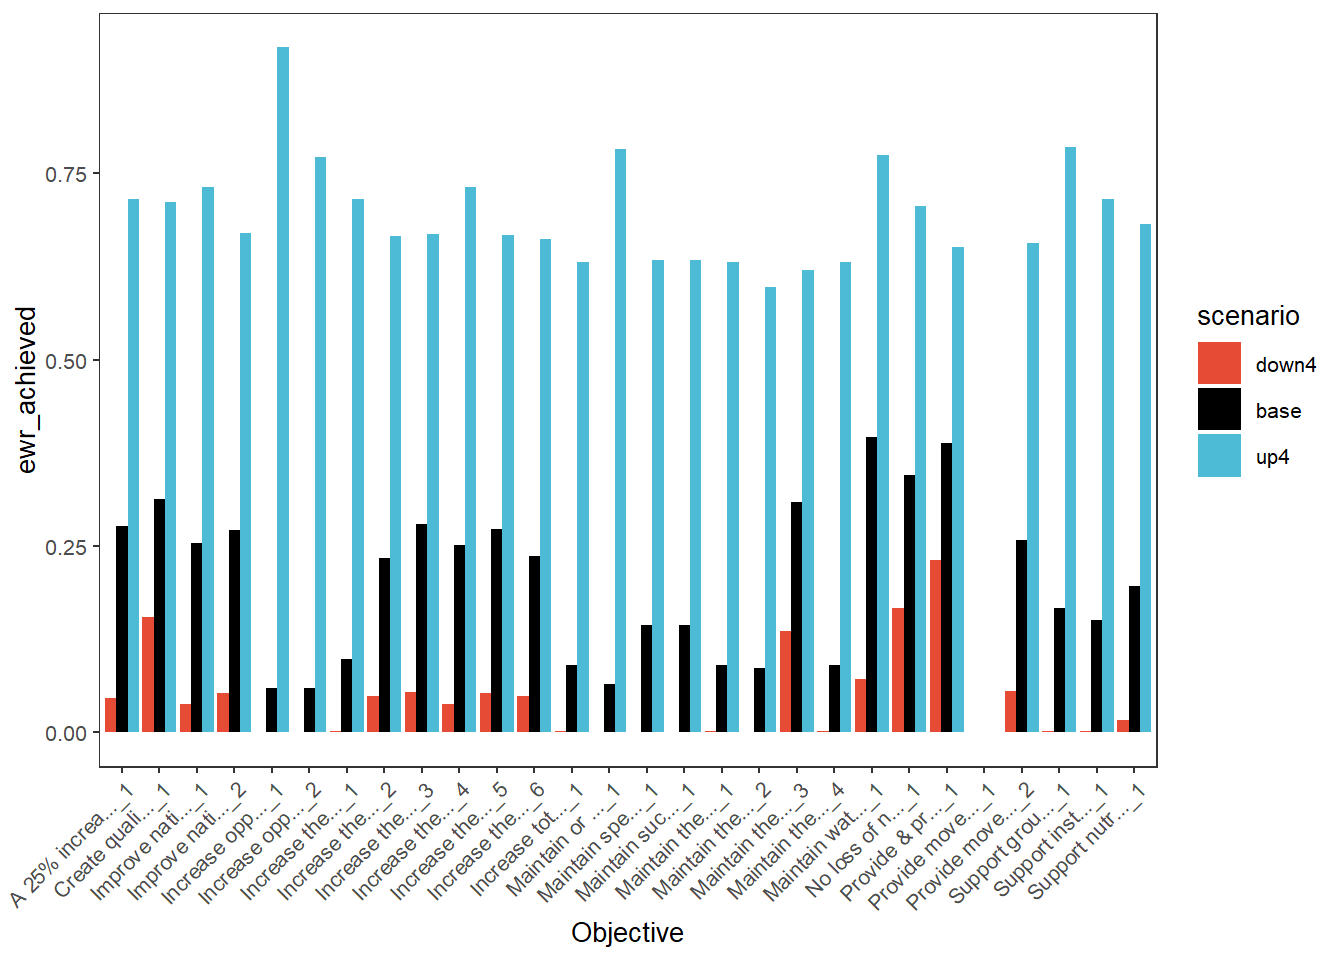 0.75
0.50
0.25
0.00
ewr_achieved
A 25% increa..._1
Create quali..._1
Improve nati..._1
Improve nati..._2
Increase opp..._1
Increase opp..._2
Increase the..._1
Increase the..._2
Increase the..._3
Increase the..._4
Increase the..._5
Increase the..._6
Increase tot..._1
Maintain or ..._1
Maintain spe..._1
Maintain suc..._1
Maintain the..._1
Maintain the..._2
Maintain the..._3
Maintain the..._4
Maintain wat..._1
No loss of n..._1
Provide & pr..._1
Provide move..._1
Provide move..._2
Support grou..._1
Support inst..._1
Support nutr..._1
Objective
scenario
down4
base
up4